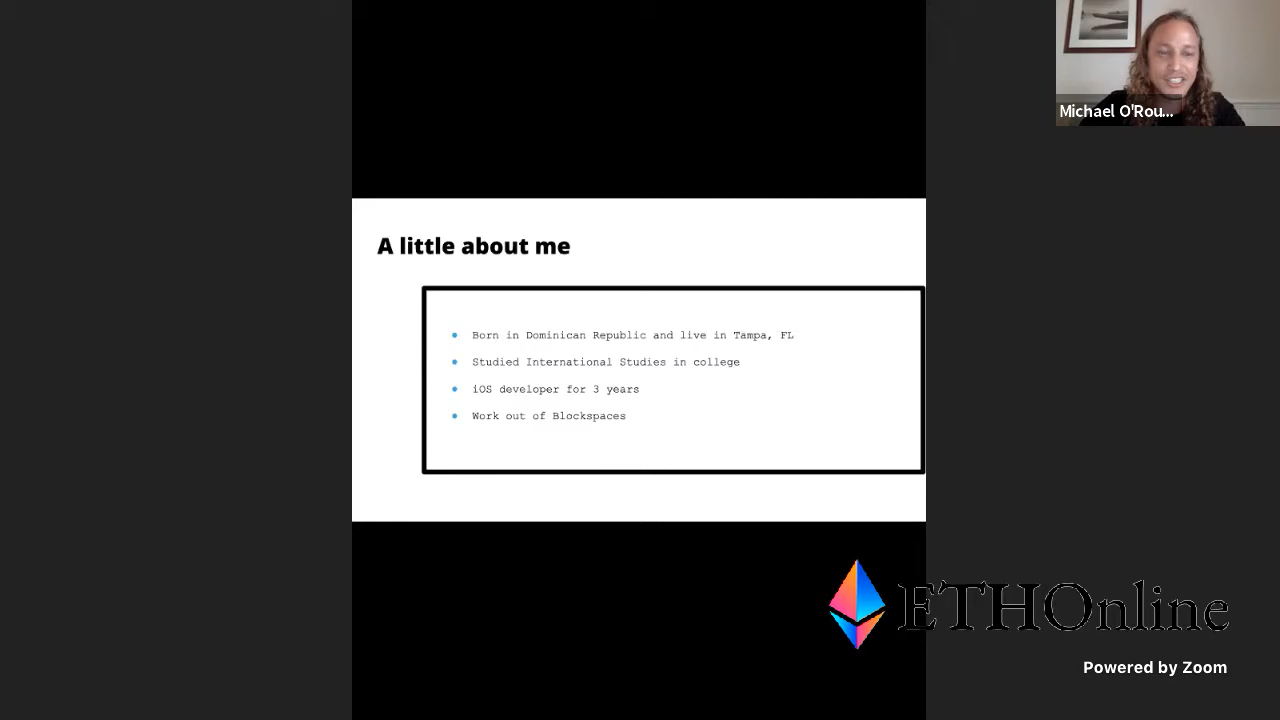 Michael O'Rou...
A little about me
Born in Dominican Republic and live in Tampa, FL
Studied International Studies in college
iOS developer for 3 years
Work out of Blockspaces
ETHOnline
Powered by Zoom